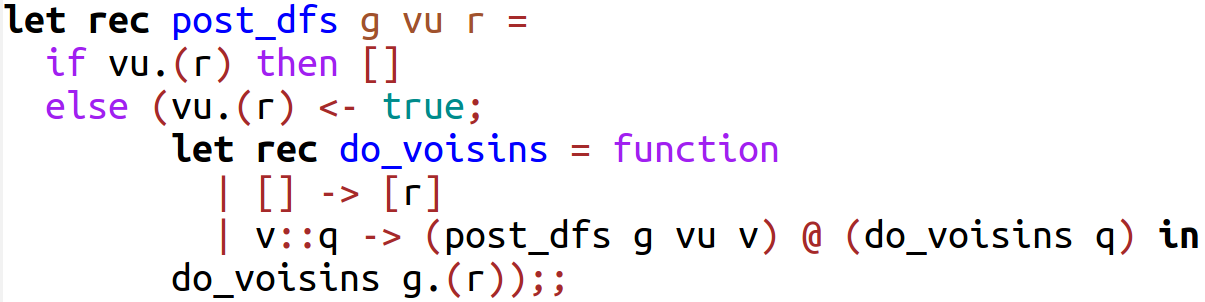 let rec post_dfs g vu r =
  if vu.(r) then []
  else (vu.(r) <- true;
        let rec do_voisins = function
          | [] -> [r]
          | v::q -> (post_dfs g vu v) @ (do_voisins q) in
        do_voisins g.(r));;